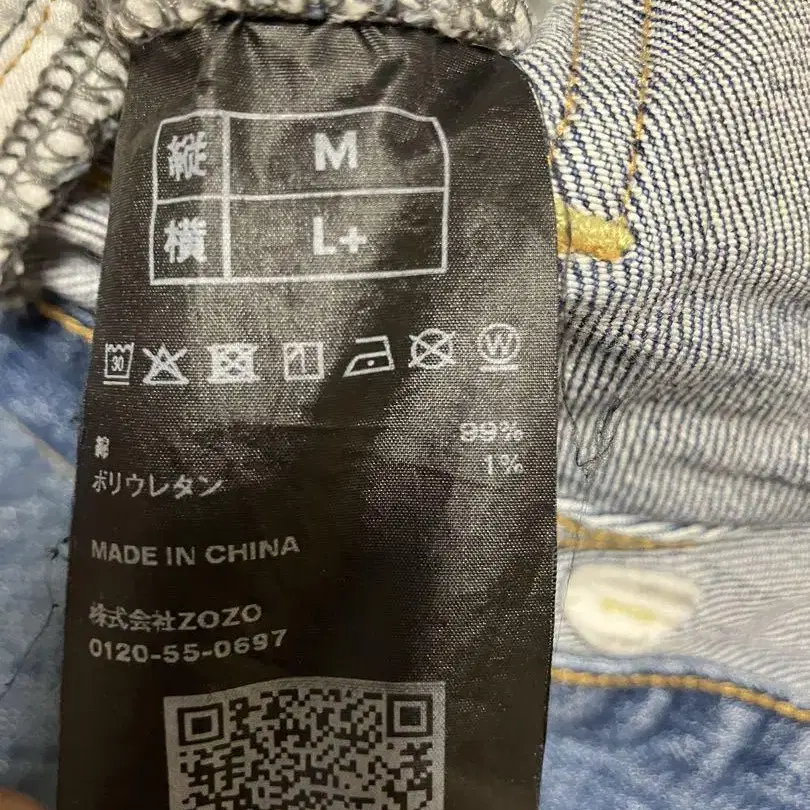 縦 M
横 L+
30 W
綿 99%
ポリウレタン 1%
MADE IN CHINA
株式会社ZOZO
0120-55-0697